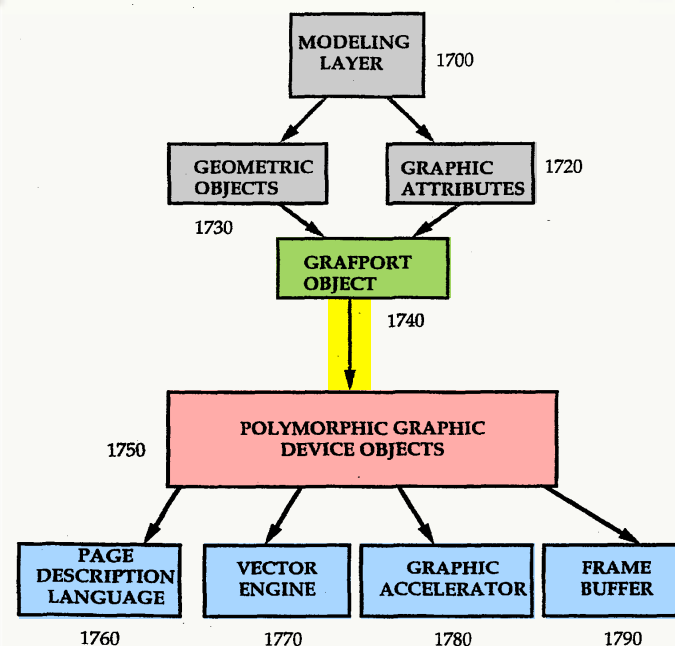 MODELING
LAYER
1700
GEOMETRIC
OBJECTS
1730
GRAPHIC
ATTRIBUTES
1720
GRAFPORT
OBJECT
1740
POLYMORPHIC GRAPHIC
DEVICE OBJECTS
1750
PAGE
DESCRIPTION
LANGUAGE
1760
VECTOR
ENGINE
1770
GRAPHIC
ACCELERATOR
1780
FRAME
BUFFER
1790